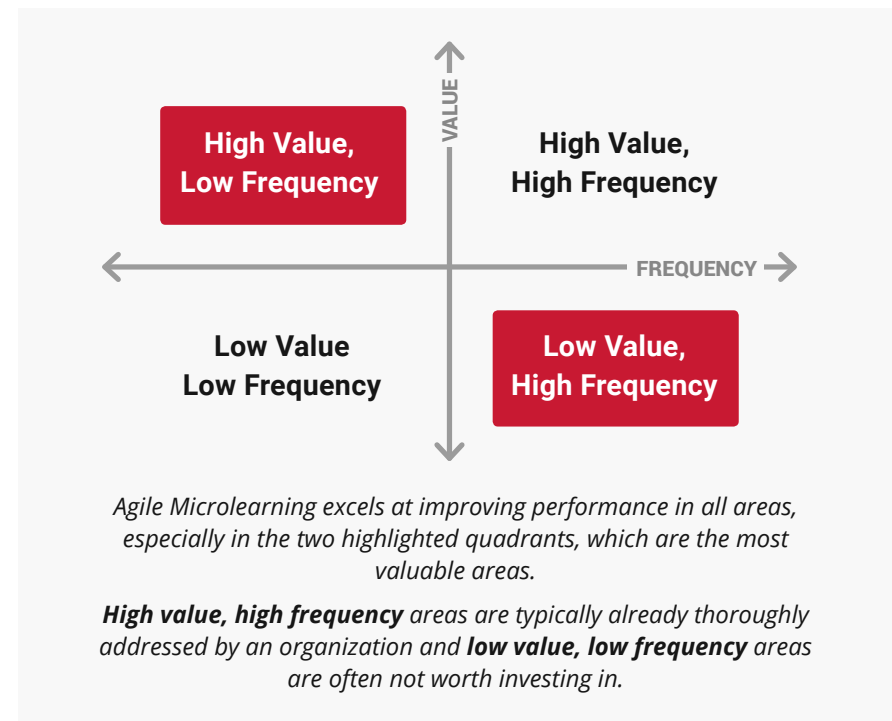 VALUE
High Value,
Low Frequency
High Value,
High Frequency
FREQUENCY
Low Value
Low Frequency
Low Value,
High Frequency
Agile Microlearning excels at improving performance in all areas,
especially in the two highlighted quadrants, which are the most
valuable areas.
High value, high frequency areas are typically already thoroughly
addressed by an organization and low value, low frequency areas
are often not worth investing in.